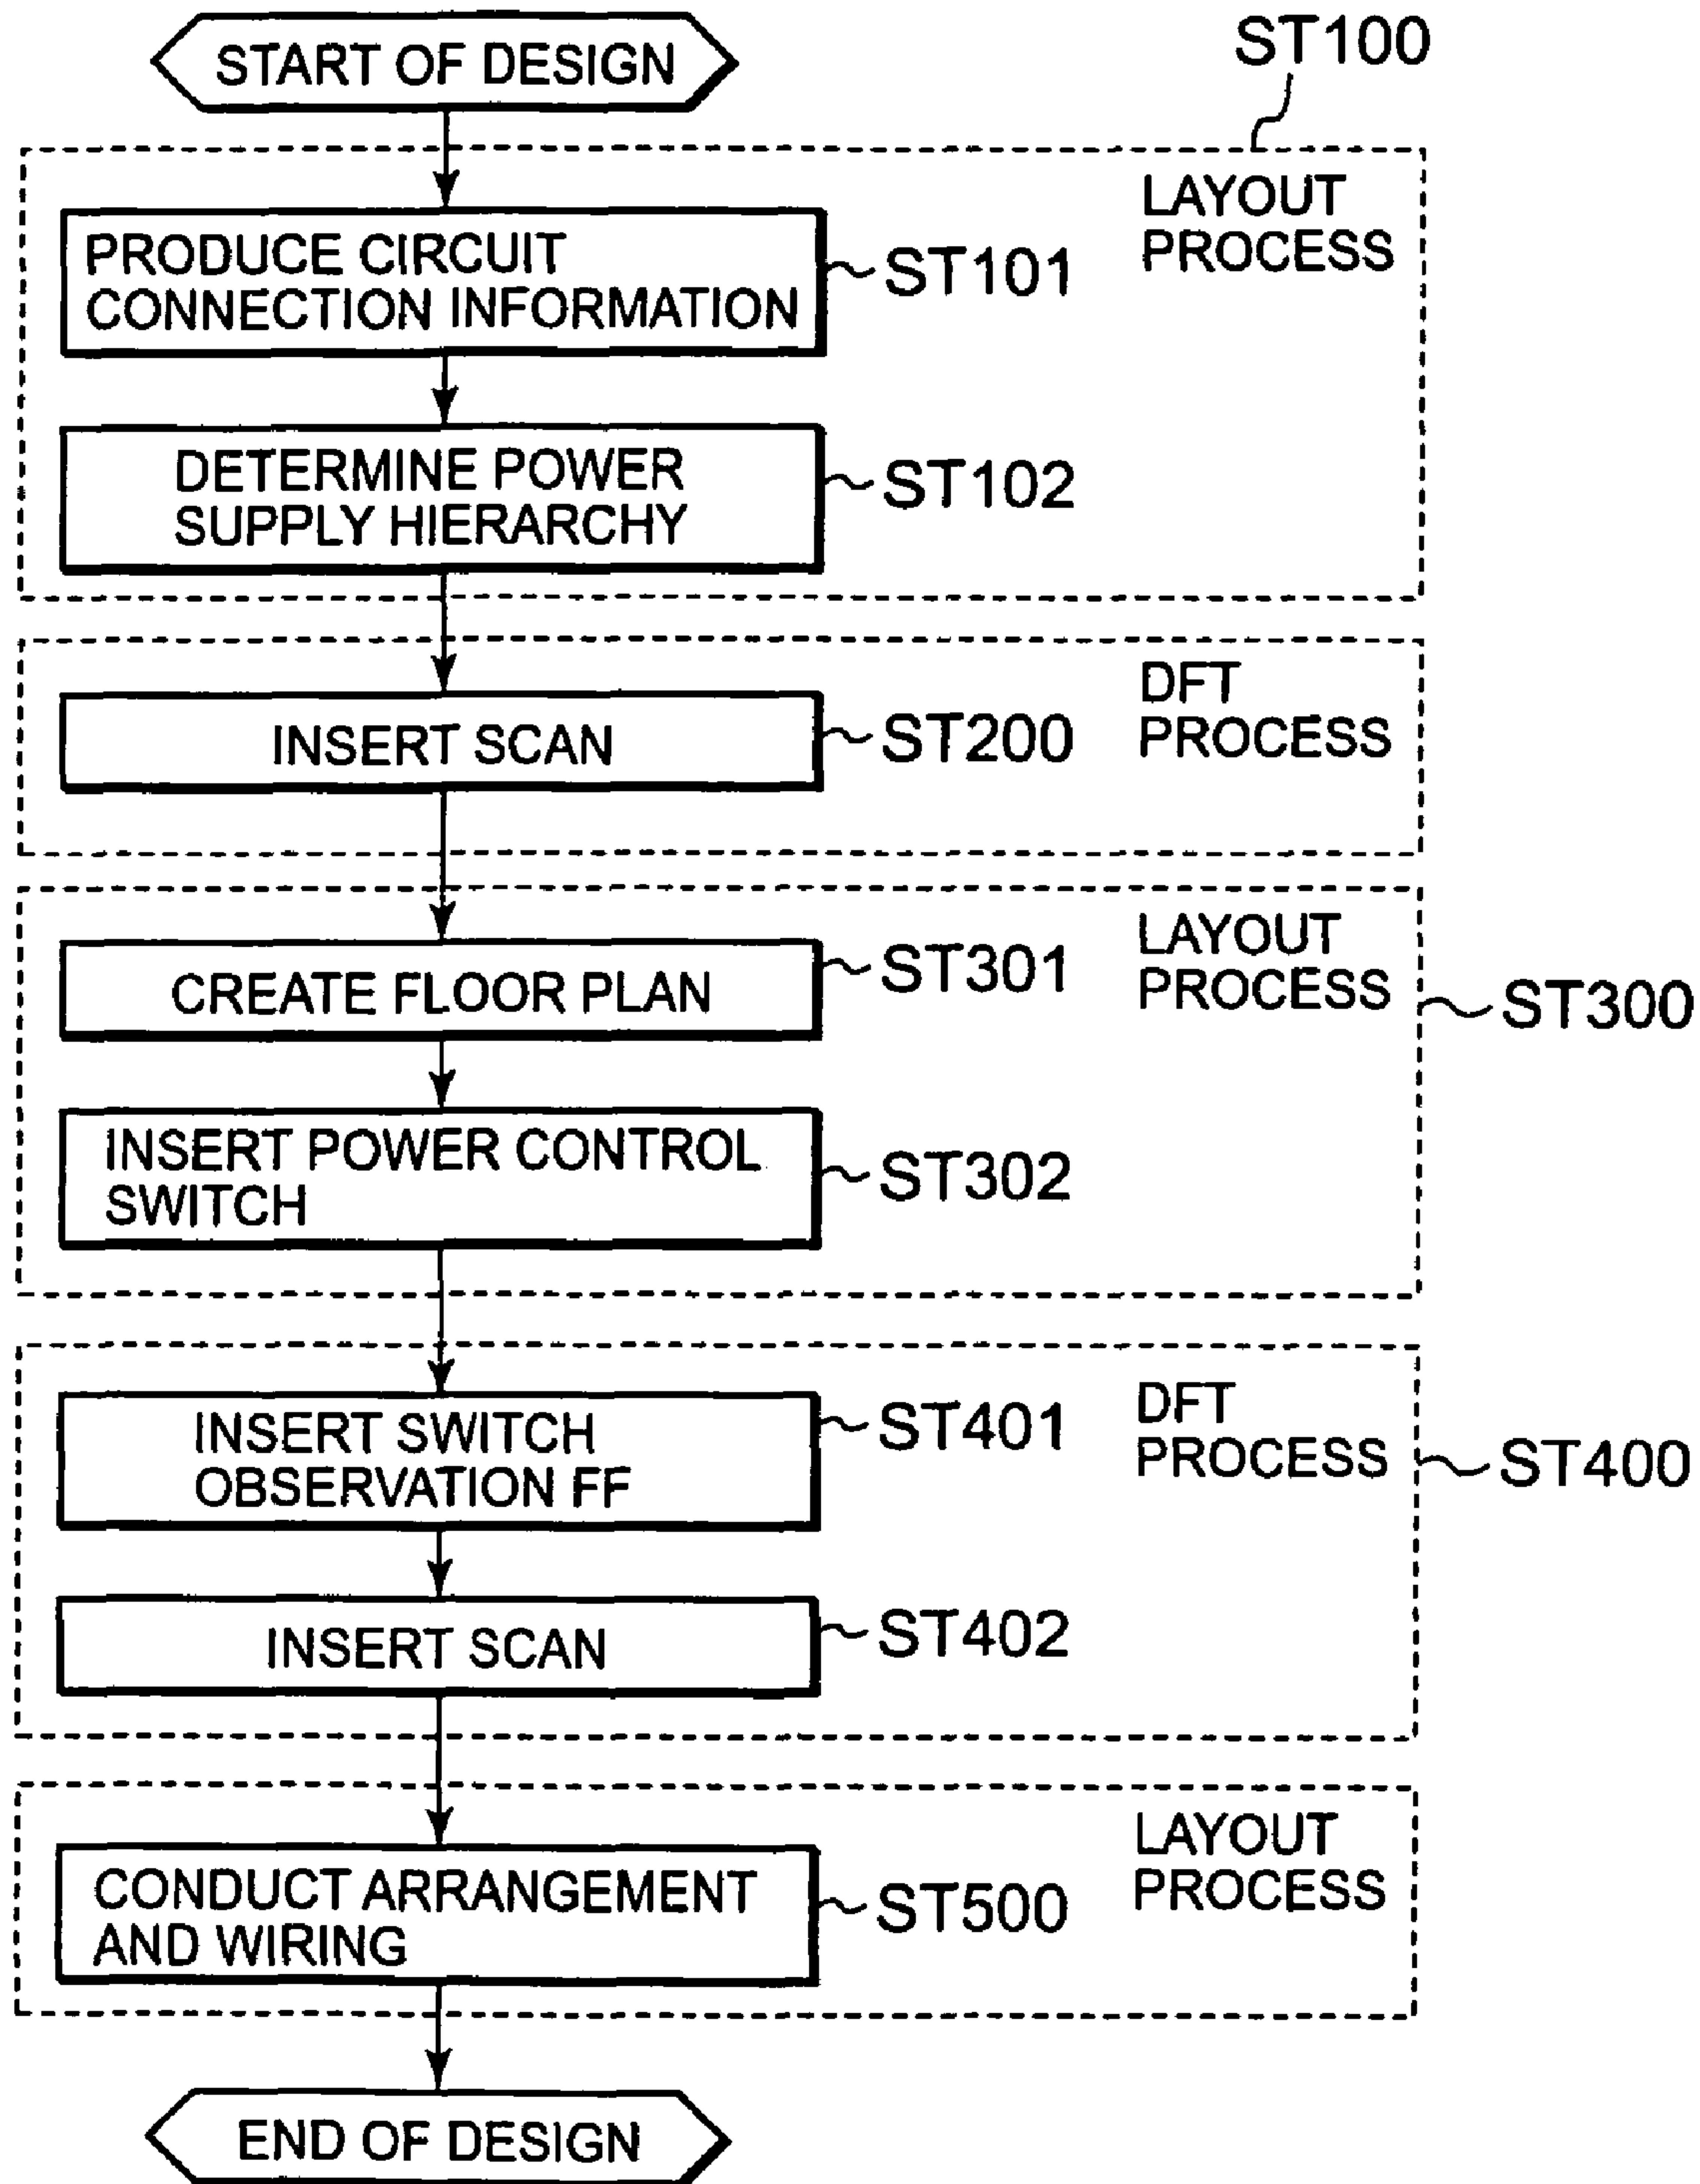 START OF DESIGN
ST100
LAYOUT
PROCESS
PRODUCE CIRCUIT
CONNECTION INFORMATION
ST101
DETERMINE POWER
SUPPLY HIERARCHY
ST102
DFT
PROCESS
INSERT SCAN
ST200
LAYOUT
PROCESS
ST300
CREATE FLOOR PLAN
ST301
INSERT POWER CONTROL
SWITCH
ST302
DFT
PROCESS
ST400
INSERT SWITCH
OBSERVATION FF
ST401
INSERT SCAN
ST402
LAYOUT
PROCESS
CONDUCT ARRANGEMENT
AND WIRING
ST500
END OF DESIGN